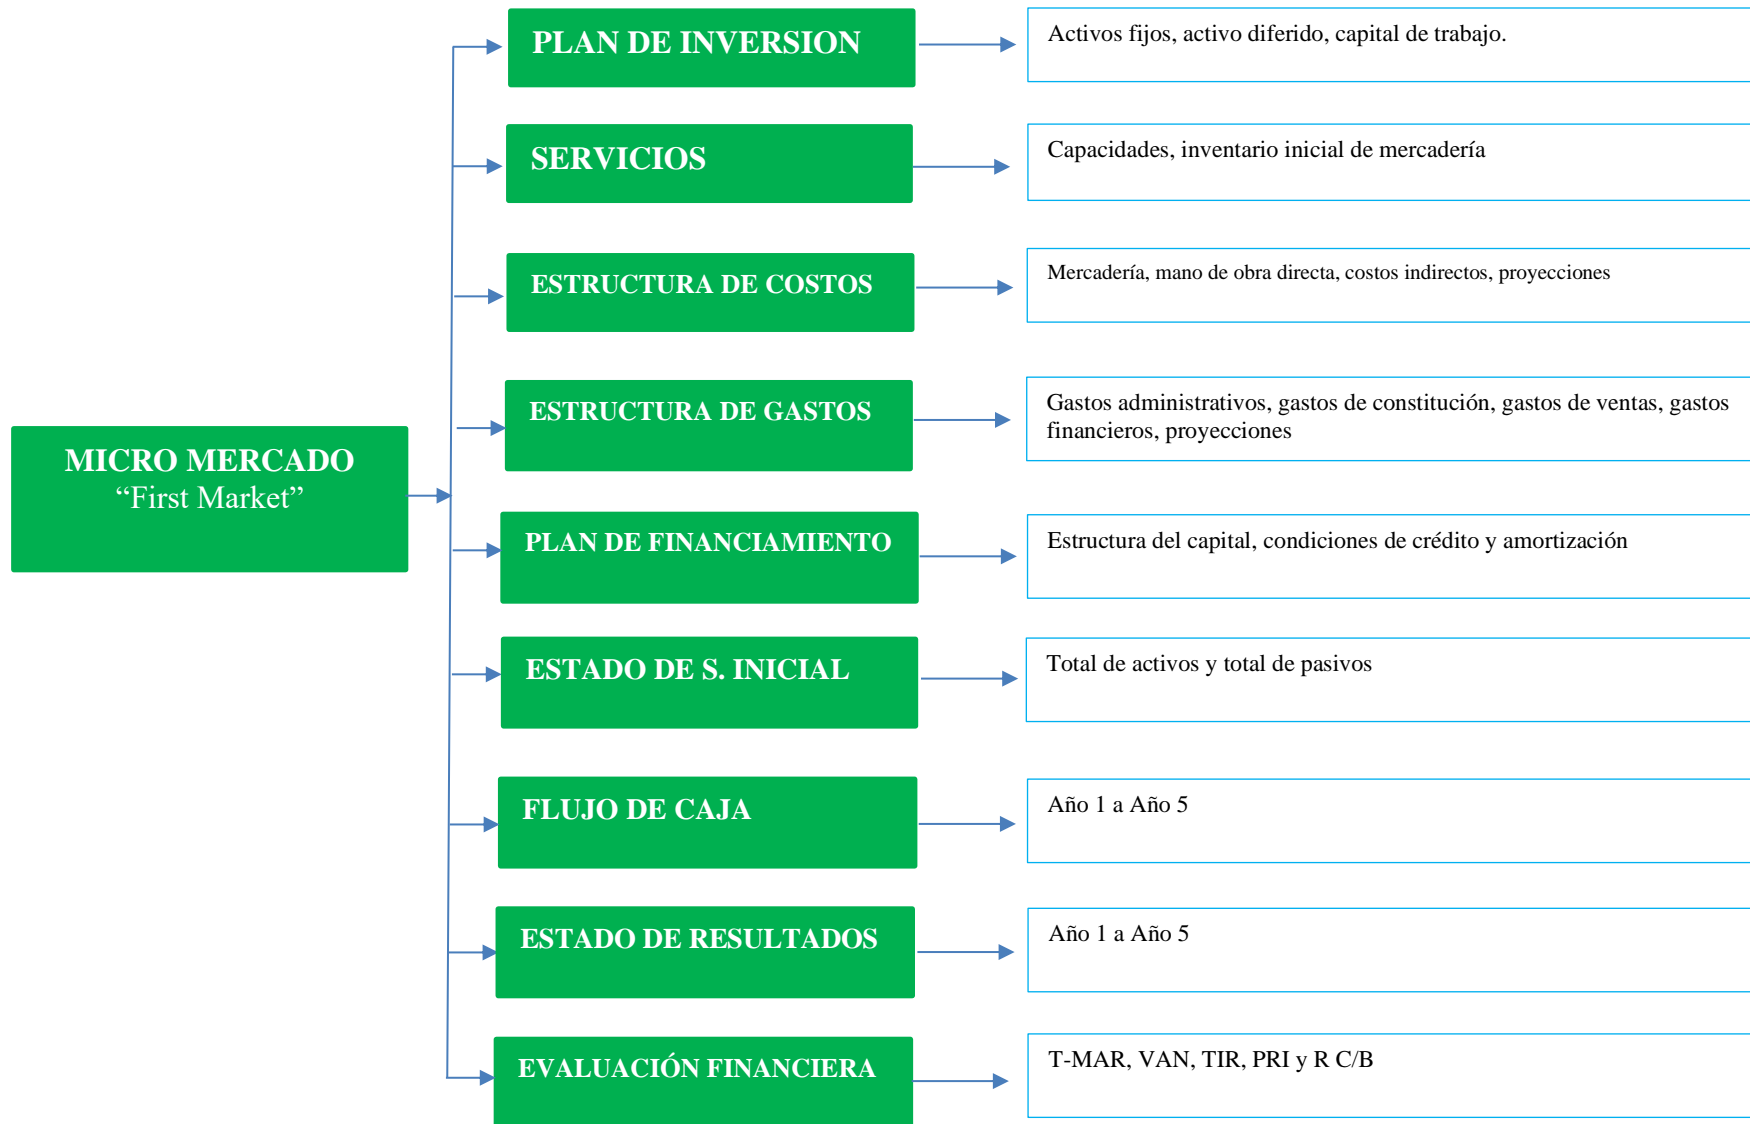 MICRO MERCADO
“First Market”
PLAN DE INVERSION
Activos fijos, activo diferido, capital de trabajo.
SERVICIOS
Capacidades, inventario inicial de mercadería
ESTRUCTURA DE COSTOS
Mercadería, mano de obra directa, costos indirectos, proyecciones
ESTRUCTURA DE GASTOS
Gastos administrativos, gastos de constitución, gastos de ventas, gastos
financieros, proyecciones
PLAN DE FINANCIAMIENTO
Estructura del capital, condiciones de crédito y amortización
ESTADO DE S. INICIAL
Total de activos y total de pasivos
FLUJO DE CAJA
Año 1 a Año 5
ESTADO DE RESULTADOS
Año 1 a Año 5
EVALUACIÓN FINANCIERA
T-MAR, VAN, TIR, PRI y R C/B